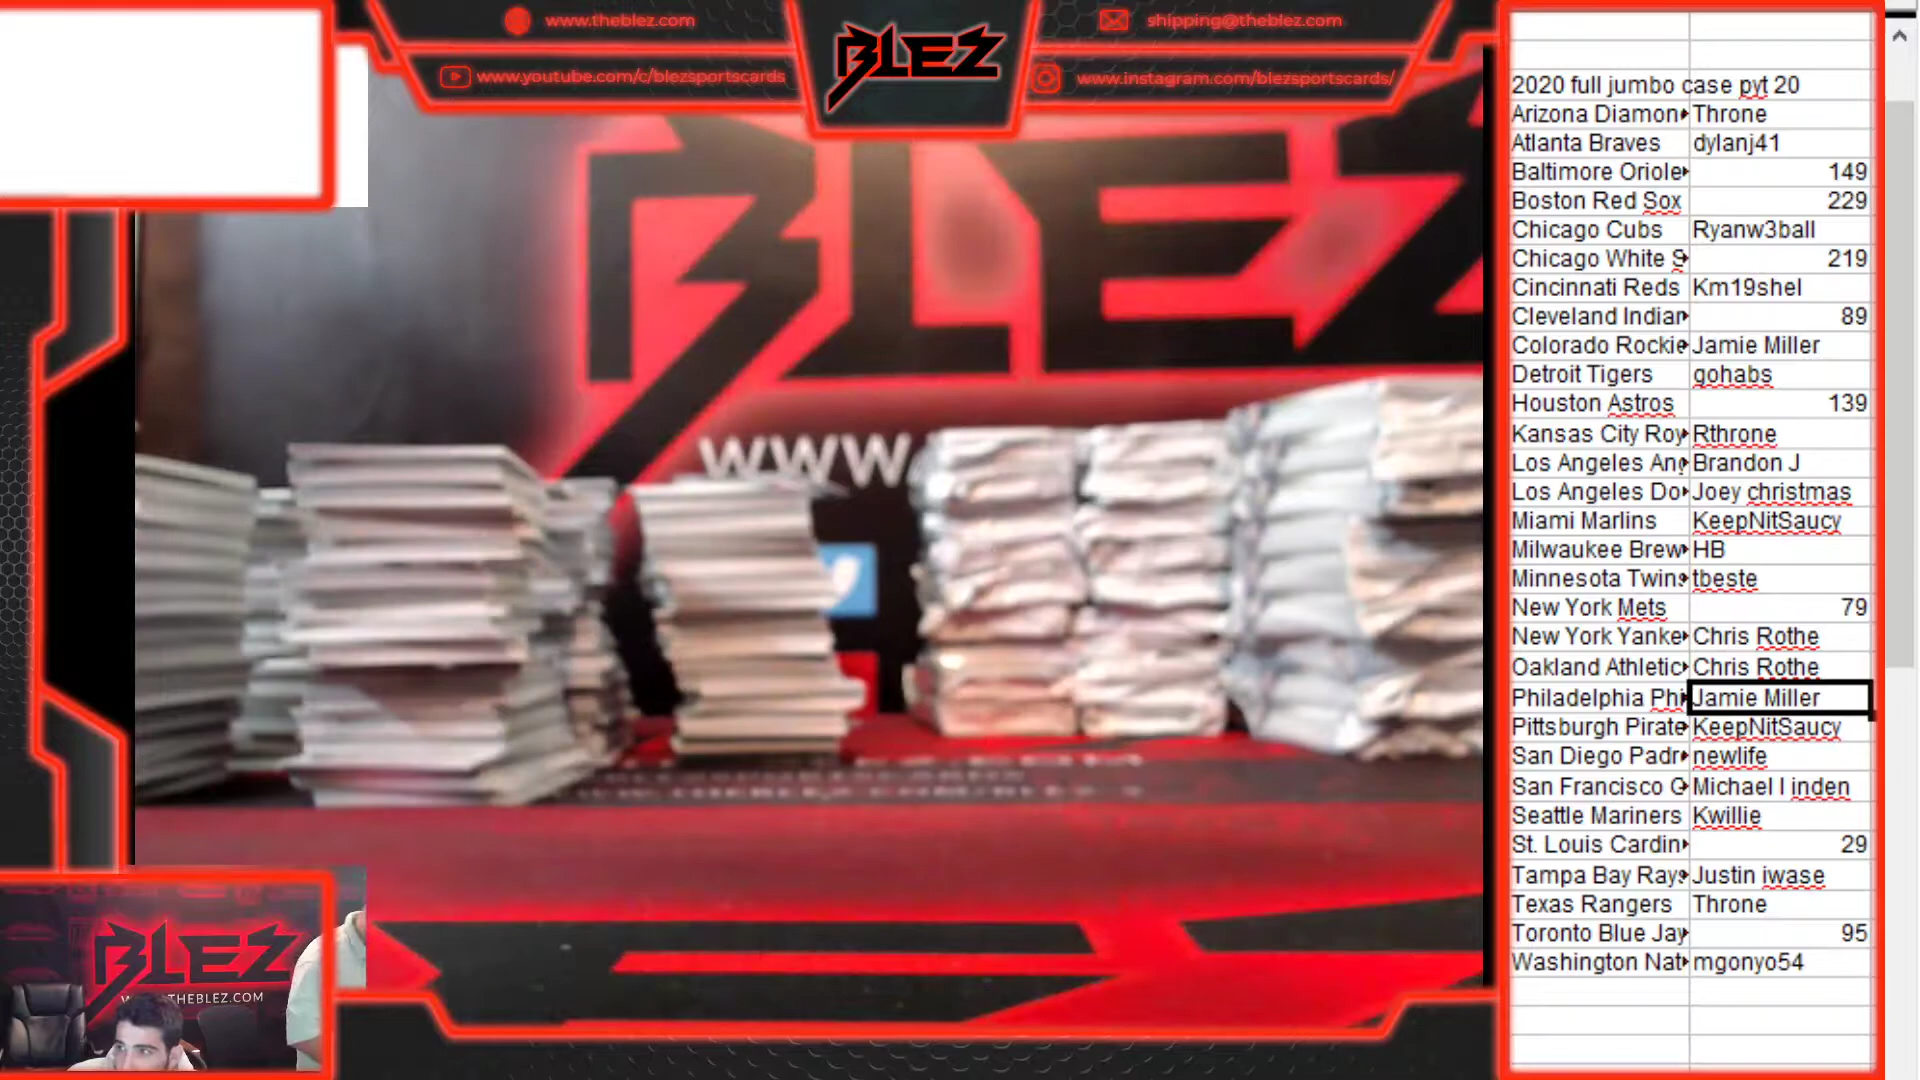 www.theblez.com
www.youtube.com/c/blezsportscards
BLEZ
shipping@theblez.com
www.instagram.com/blezsportscards/
BLEZ
WWW.
BLEZ
THEBLEZ.COM
2020 full jumbo case pyt 20
Arizona Diamon Throne
Atlanta Braves dylanj41
Baltimore Oriole 149
Boston Red Sox 229
Chicago Cubs Ryanw3ball
Chicago White S 219
Cincinnati Reds Km19shel
Cleveland Indian 89
Colorado Rockie Jamie Miller
Detroit Tigers gohabs
Houston Astros 139
Kansas City Roy Rthrone
Los Angeles Ang Brandon J
Los Angeles Do Joey christmas
Miami Marlins KeepNitSaucy
Milwaukee Brew HB
Minnesota Twins tbeste
New York Mets 79
New York Yanke Chris Rothe
Oakland Athletic Chris Rothe
Philadelphia Phi Jamie Miller
Pittsburgh Pirate KeepNitSaucy
San Diego Padr newlife
San Francisco G Michael l inden
Seattle Mariners Kwillie
St. Louis Cardin 29
Tampa Bay Rays Justin iwase
Texas Rangers Throne
Toronto Blue Jay 95
Washington Nat mgonyo54